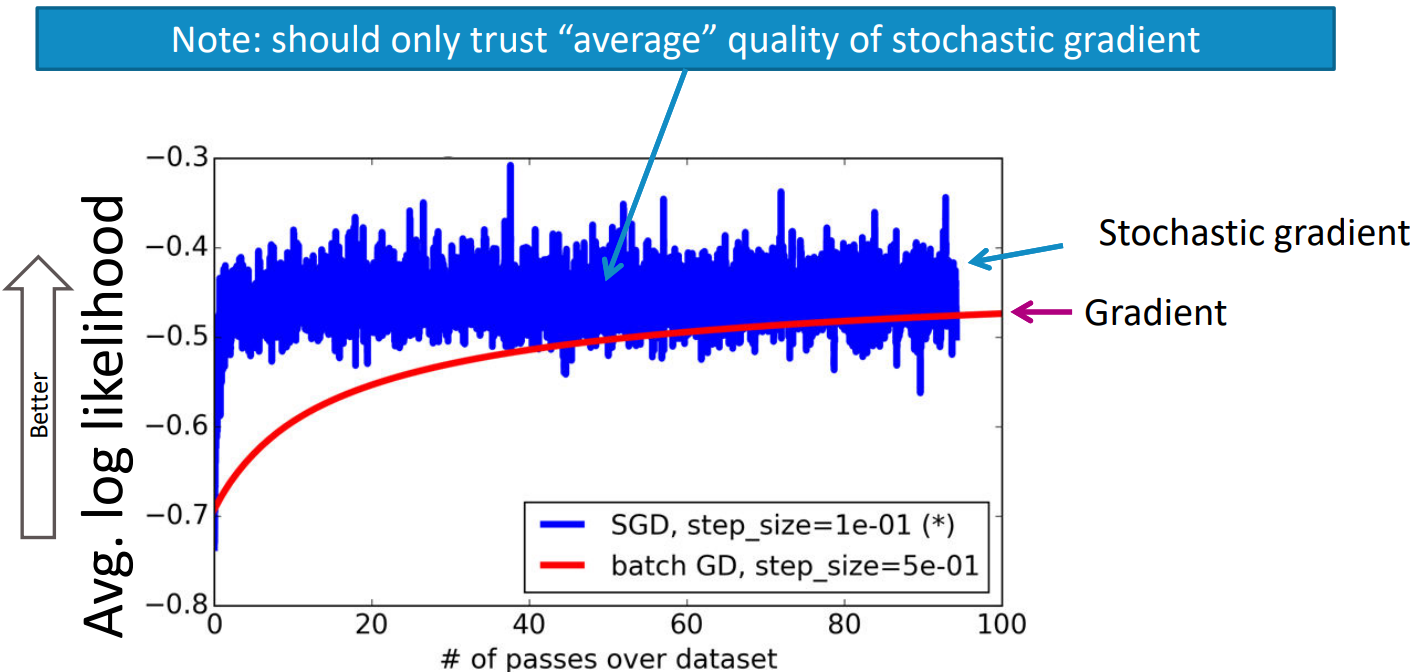 Note: should only trust “average” quality of stochastic gradient
Better
Avg. log likelihood
−0.3
−0.4
−0.5
−0.6
−0.7
−0.8
0 20 40 60 80 100
# of passes over dataset
SGD, step_size=1e-01 (*)
batch GD, step_size=5e-01
Stochastic gradient
Gradient